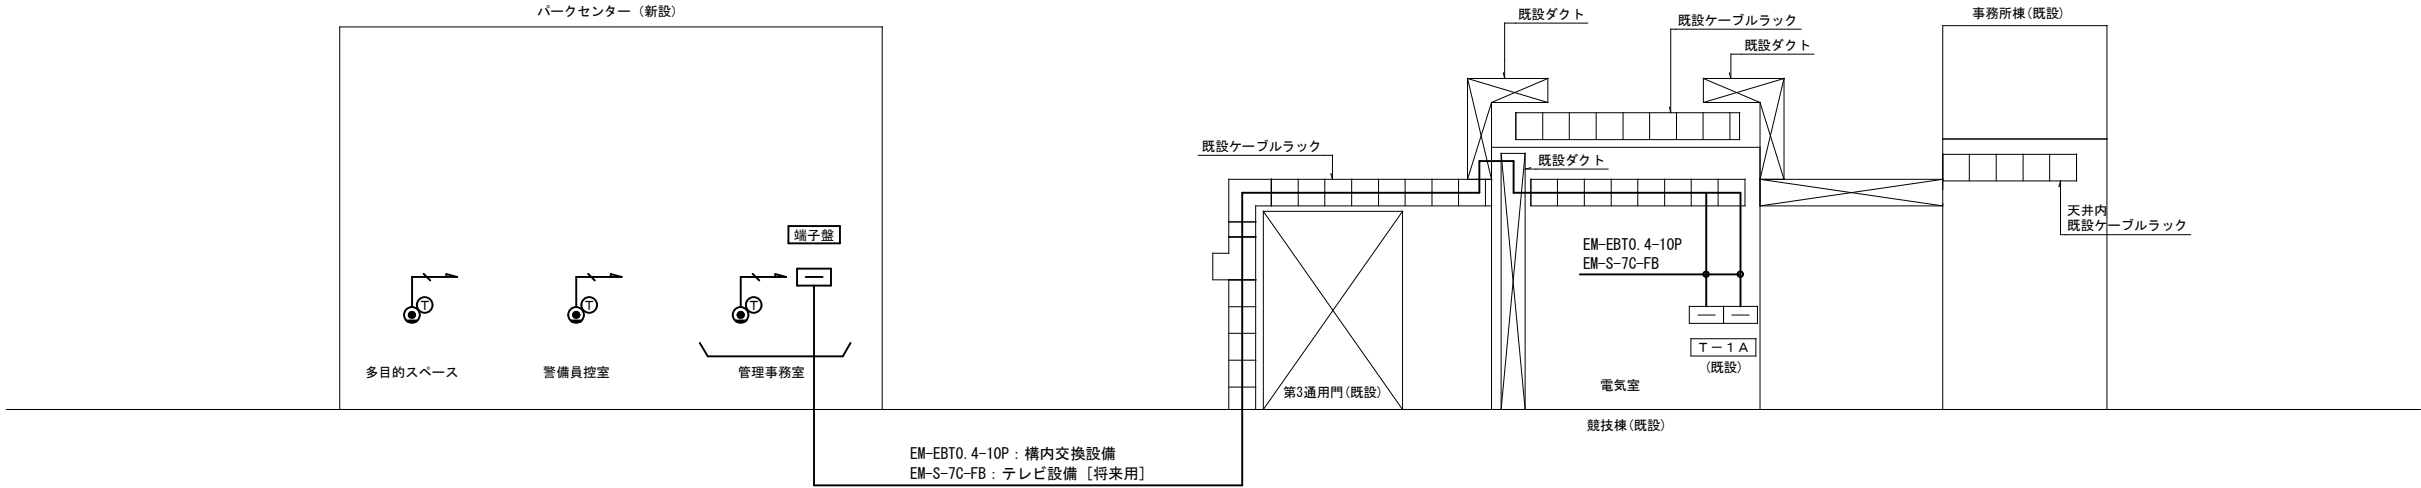 パークセンター（新設）
既設ダクト
既設ケーブルラック
既設ダクト
事務所棟(既設)
既設ケーブルラック
既設ダクト
天井内
既設ケーブルラック
端子盤
EM-EBT0.4-10P
EM-S-7C-FB
T
T
T
T－1A
(既設)
多目的スペース
警備員控室
管理事務室
第3通用門(既設)
電気室
競技棟(既設)
EM-EBT0.4-10P：構内交換設備
EM-S-7C-FB：テレビ設備［将来用］